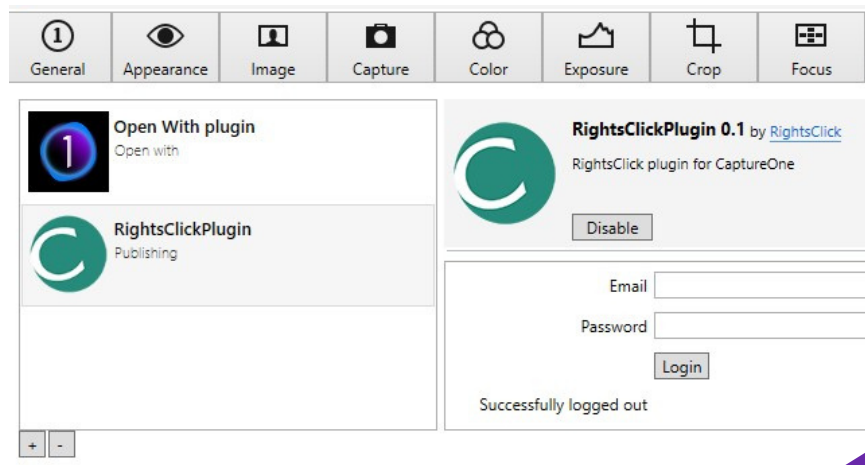 General Appearance Image Capture Color Exposure Crop Focus
Open With plugin
Open with
RightsClickPlugin
Publishing
+ -
RightsClickPlugin 0.1 by RightsClick
RightsClick plugin for CaptureOne
Disable
Email
Password
Login
Successfully logged out